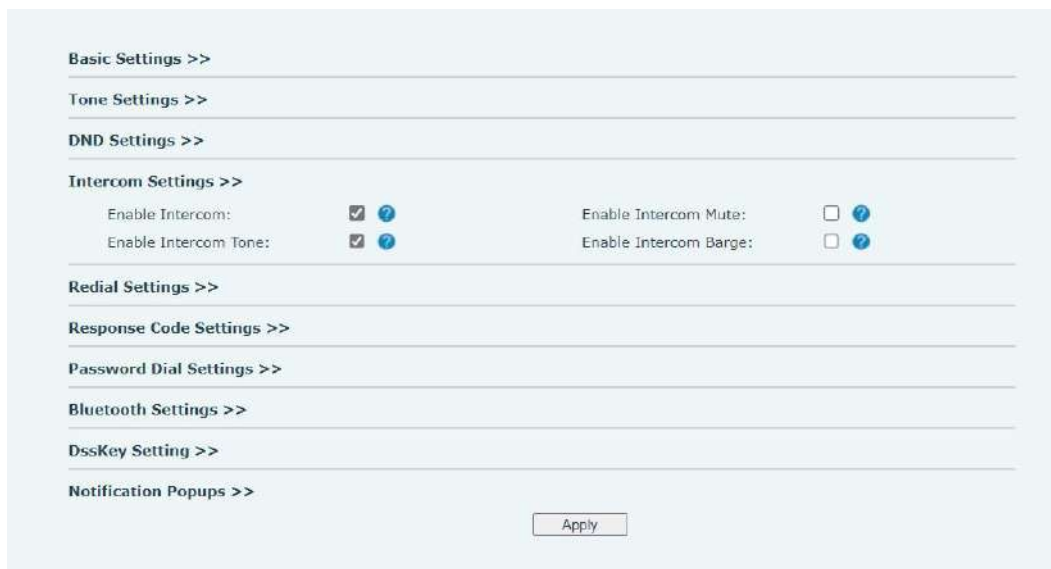 Basic Settings >>
Tone Settings >>
DND Settings >>
Intercom Settings >>
Enable Intercom: ? Enable Intercom Mute: ?
Enable Intercom Tone: ? Enable Intercom Barge: ?
Redial Settings >>
Response Code Settings >>
Password Dial Settings >>
Bluetooth Settings >>
DssKey Setting >>
Notification Popups >>
Apply